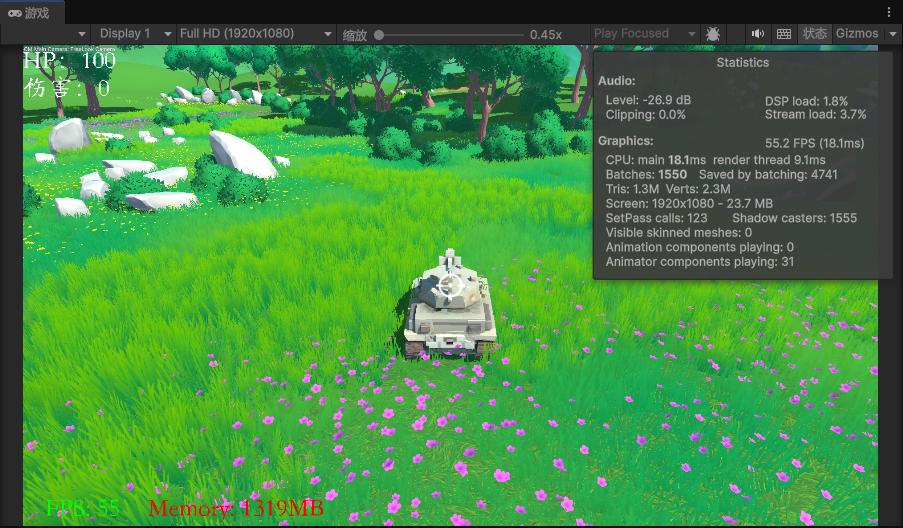 游戏
Display 1 Full HD (1920x1080) 缩放 0.45x Play Focused 状态 Gizmos
CM Main Camera: FreeLook Camera
HP: 100
伤害: 0
Statistics
Audio:
Level: -26.9 dB DSP load: 1.8%
Clipping: 0.0% Stream load: 3.7%
Graphics: 55.2 FPS (18.1ms)
CPU: main 18.1ms render thread 9.1ms
Batches: 1550 Saved by batching: 4741
Tris: 1.3M Verts: 2.3M
Screen: 1920x1080 - 23.7 MB
SetPass calls: 123 Shadow casters: 1555
Visible skinned meshes: 0
Animation components playing: 0
Animator components playing: 31
FPS: 55 Memory: 1319MB